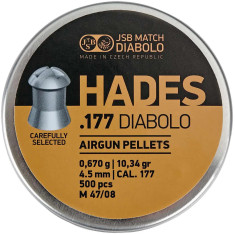 JSB MATCH
DIABOLO
MADE IN CZECH REPUBLIC
HADES
.177 DIABOLO
CAREFULLY
SELECTED
AIRGUN PELLETS
0,670 g | 10,34 gr
4.5 mm | CAL. 177
500 pcs
M 47/08